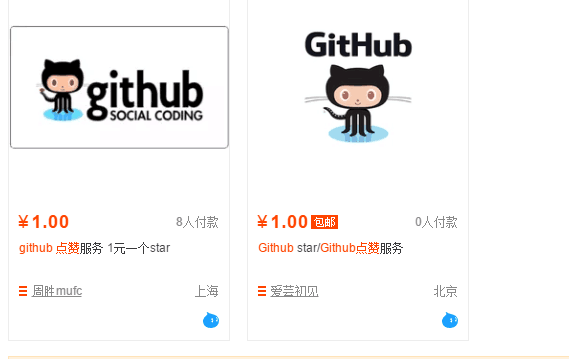 github
SOCIAL CODING
¥1.00 8人付款
github 点赞服务 1元一个star
周胜mufc 上海
GitHub
¥1.00 包邮 0人付款
Github star/Github点赞服务
爱芸初见 北京